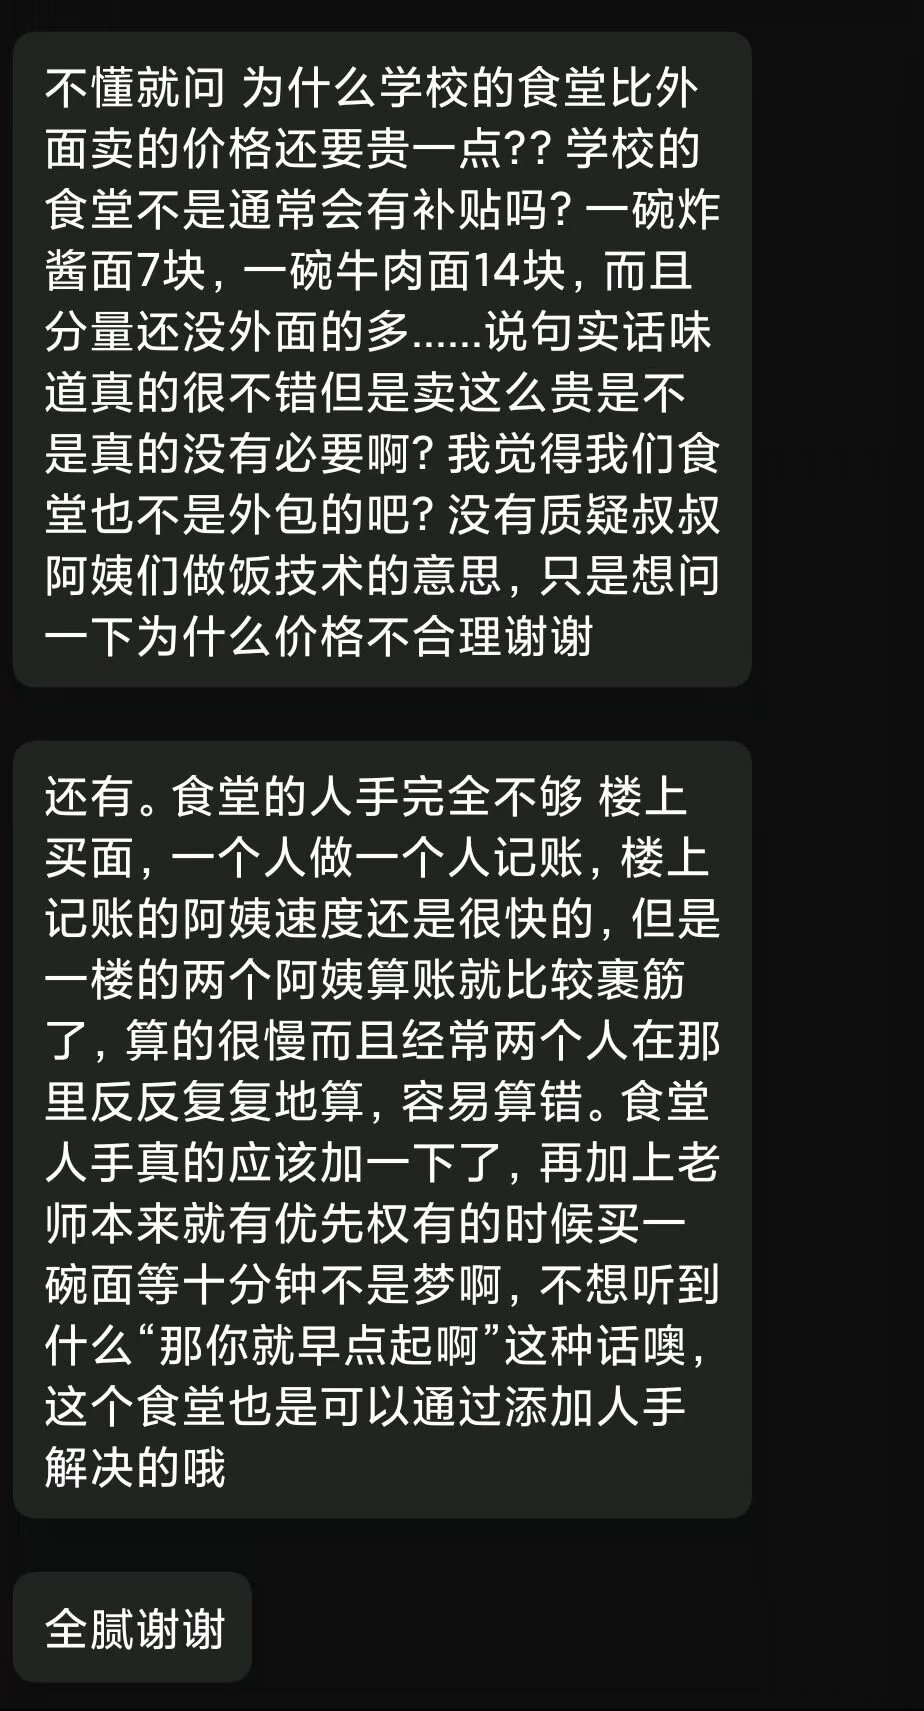 不懂就问 为什么学校的食堂比外
面卖的价格还要贵一点?? 学校的
食堂不是通常会有补贴吗? 一碗炸
酱面7块, 一碗牛肉面14块, 而且
分量还没外面的多......说句实话味
道真的很不错但是卖这么贵是不
是真的没有必要啊? 我觉得我们食
堂也不是外包的吧? 没有质疑叔叔
阿姨们做饭技术的意思, 只是想问
一下为什么价格不合理谢谢
还有。食堂的人手完全不够 楼上
买面, 一个人做一个人记账, 楼上
记账的阿姨速度还是很快的, 但是
一楼的两个阿姨算账就比较裹筋
了, 算的很慢而且经常两个人在那
里反反复复地算, 容易算错。食堂
人手真的应该加一下了, 再加上老
师本来就有优先权有的时候买一
碗面等十分钟不是梦啊, 不想听到
什么“那你就早点起啊”这种话噢,
这个食堂也是可以通过添加人手
解决的哦
全腻谢谢